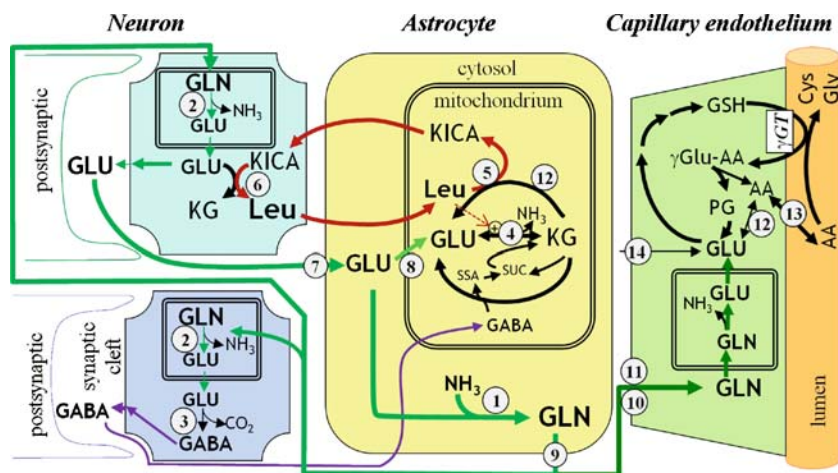 Neuron
Astrocyte
Capillary endothelium
postsynaptic
GLN
2
NH3
GLU
GLU
GLU
KICA
6
KG
Leu
cytosol
mitochondrium
KICA
5
12
Leu
NH3
+
4
GLU
KG
SSA
SUC
GABA
7
GLU
8
NH3
1
GLN
9
postsynaptic
synaptic
cleft
GABA
GLN
2
NH3
GLU
GLU
3
CO2
GABA
GSH
γGT
Cys
Gly
γGlu-AA
AA
PG
12
13
AA
14
GLU
GLU
NH3
GLN
11
10
GLN
lumen